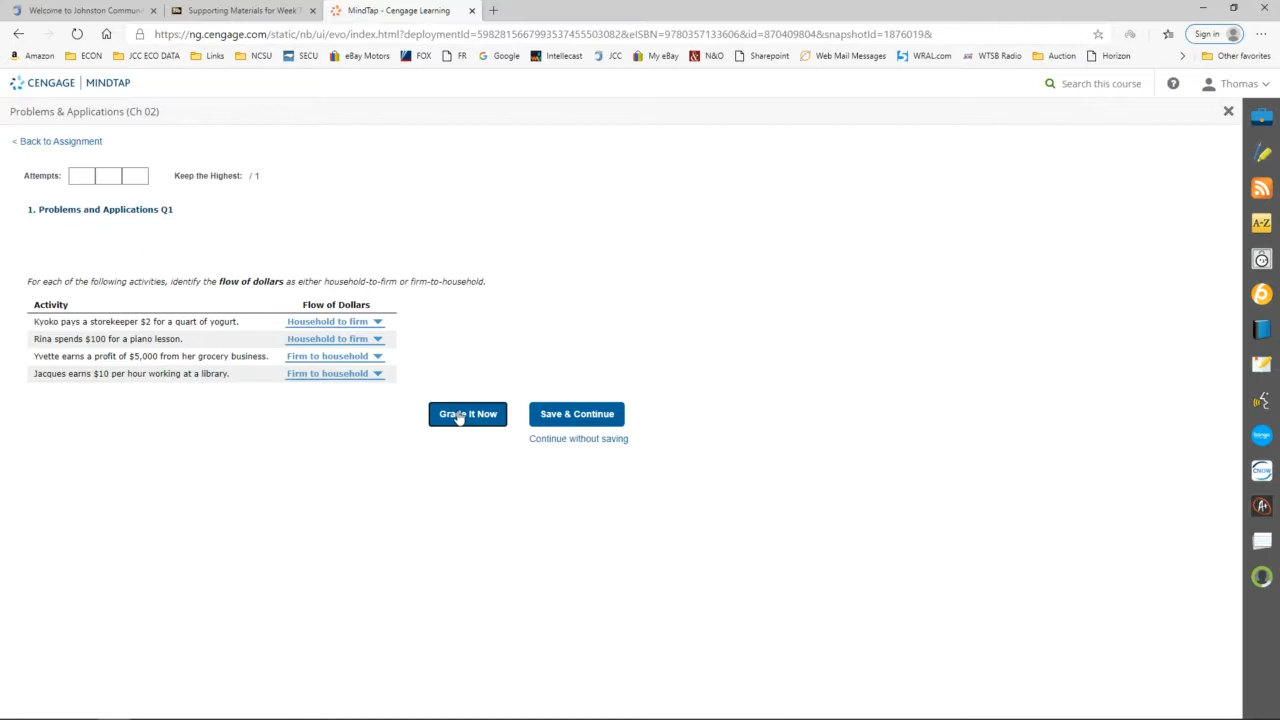 Welcome to Johnston Commun
Supporting Materials for Week
MindTap - Cengage Learning
https://ng.cengage.com/static/nb/ui/evo/index.html?deploymentId=59828156679935374555030​82&eISBN=9780357133606&id=870409804&snapshotId=1876019&
Sign in
Amazon ECON JCC ECO DATA Links NCSU SECU eBay Motors FOX FR Google Intellecast JCC My eBay N&O Sharepoint Web Mail Messages WRAL.com WTSB Radio Auction Horizon Other favorites
CENGAGE | MINDTAP
Search this course
Thomas
Problems & Applications (Ch 02)
< Back to Assignment
Attempts:
Keep the Highest: / 1
1. Problems and Applications Q1
For each of the following activities, identify the flow of dollars as either household-to-firm or firm-to-household.
Activity Flow of Dollars
Kyoko pays a storekeeper $2 for a quart of yogurt. Household to firm
Rina spends $100 for a piano lesson. Household to firm
Yvette earns a profit of $5,000 from her grocery business. Firm to household
Jacques earns $10 per hour working at a library. Firm to household
Grade It Now
Save & Continue
Continue without saving
A-Z
CNOW
A+